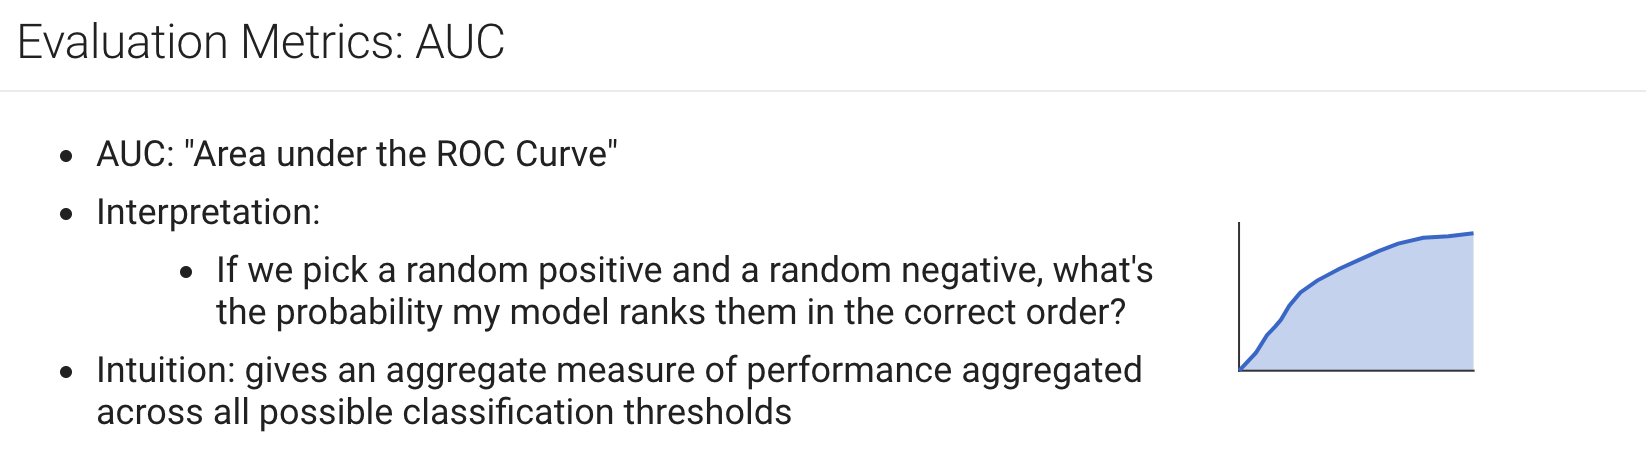 Evaluation Metrics: AUC
AUC: "Area under the ROC Curve"
Interpretation:
If we pick a random positive and a random negative, what's
the probability my model ranks them in the correct order?
Intuition: gives an aggregate measure of performance aggregated
across all possible classification thresholds